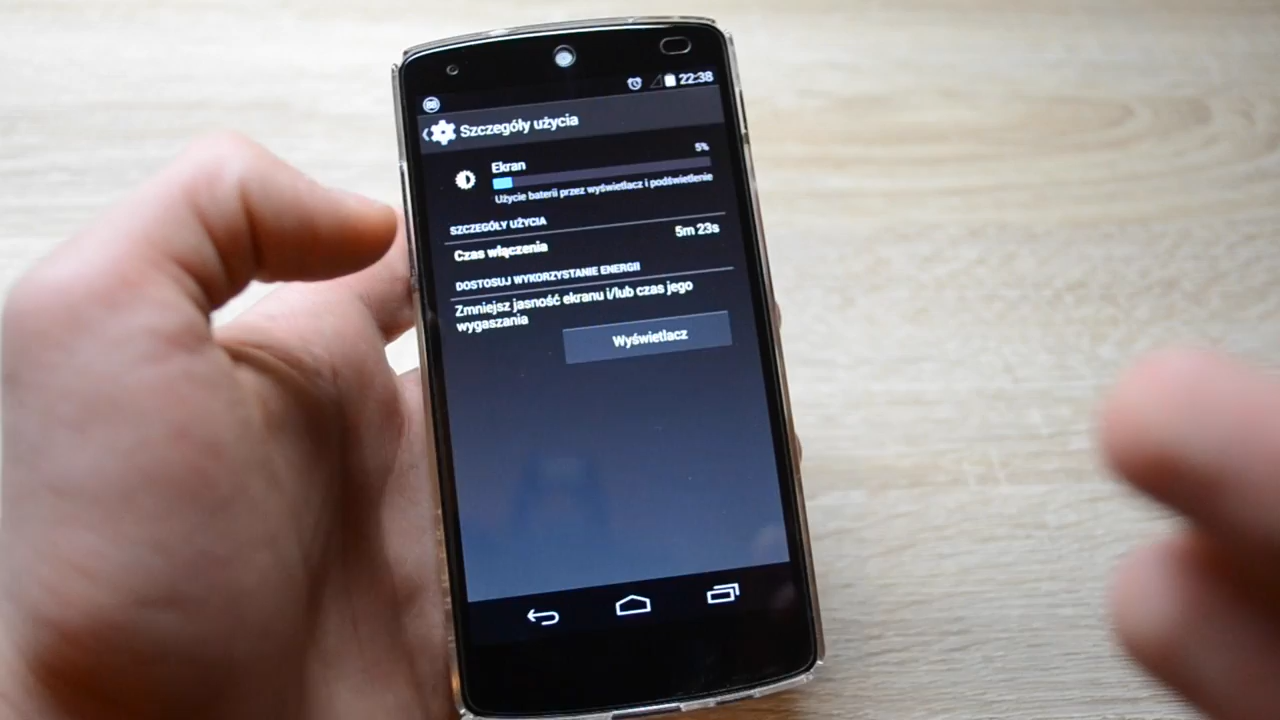 88
22:38
Szczegóły użycia
Ekran 5%
Użycie baterii przez wyświetlacz i podświetlenie
SZCZEGÓŁY UŻYCIA
Czas włączenia 5m 23s
DOSTOSUJ WYKORZYSTANIE ENERGII
Zmniejsz jasność ekranu i/lub czas jego
wygaszania
Wyświetlacz